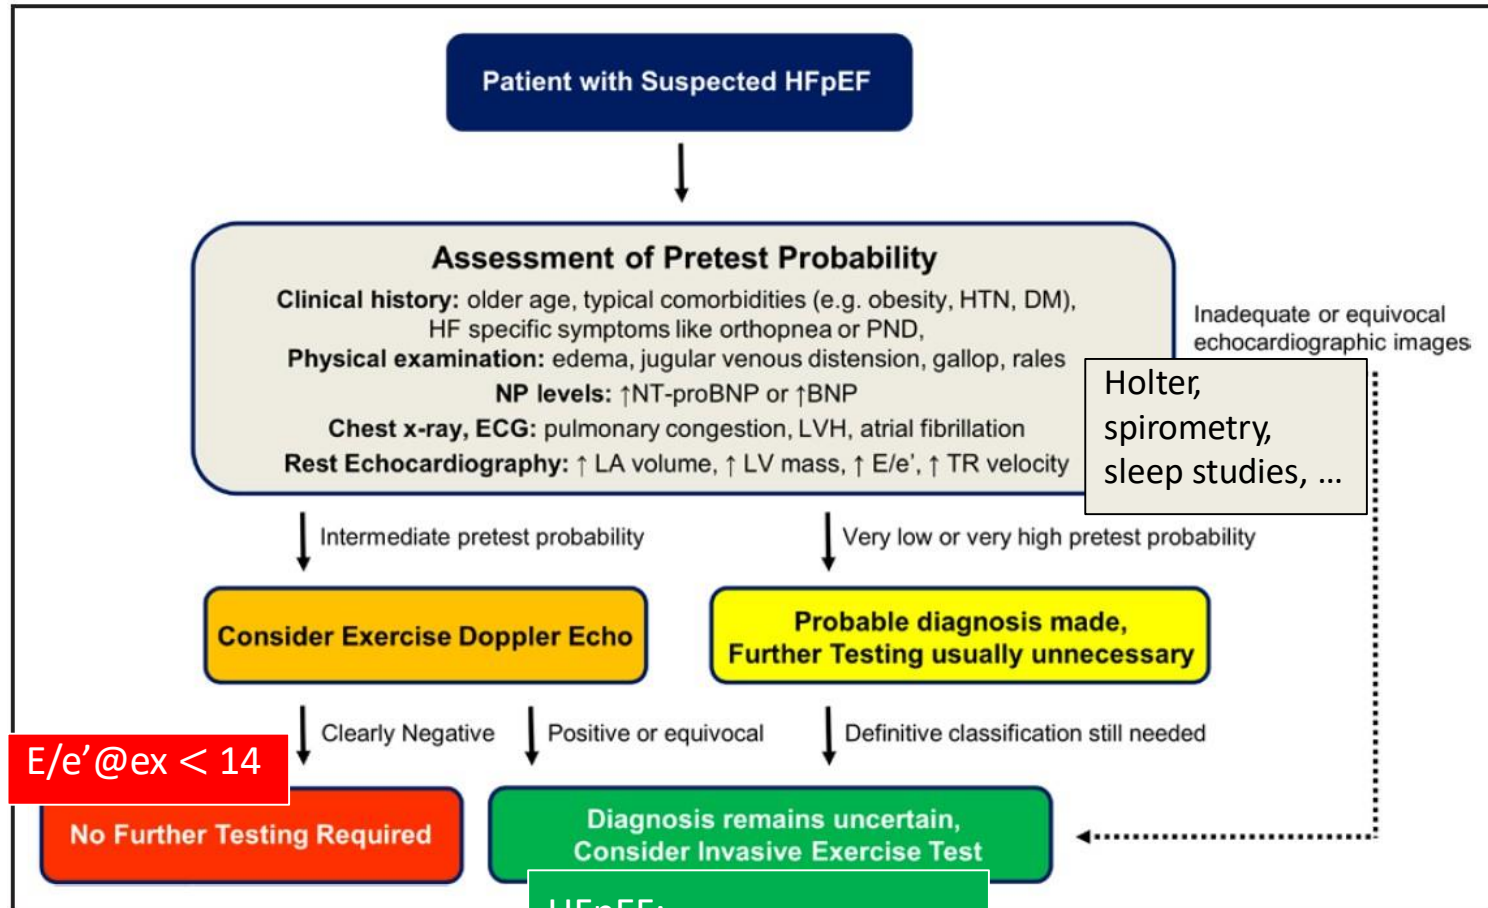 Patient with Suspected HFpEF
Assessment of Pretest Probability
Clinical history: older age, typical comorbidities (e.g. obesity, HTN, DM),
HF specific symptoms like orthopnea or PND,
Physical examination: edema, jugular venous distension, gallop, rales
NP levels: ↑NT-proBNP or ↑BNP
Chest x-ray, ECG: pulmonary congestion, LVH, atrial fibrillation
Rest Echocardiography: ↑ LA volume, ↑ LV mass, ↑ E/e’, ↑ TR velocity
Inadequate or equivocal
echocardiographic images
Holter,
spirometry,
sleep studies, ...
Intermediate pretest probability
Very low or very high pretest probability
Consider Exercise Doppler Echo
Probable diagnosis made,
Further Testing usually unnecessary
Clearly Negative
Positive or equivocal
Definitive classification still needed
E/e’@ex < 14
No Further Testing Required
Diagnosis remains uncertain,
Consider Invasive Exercise Test
HFpEF: